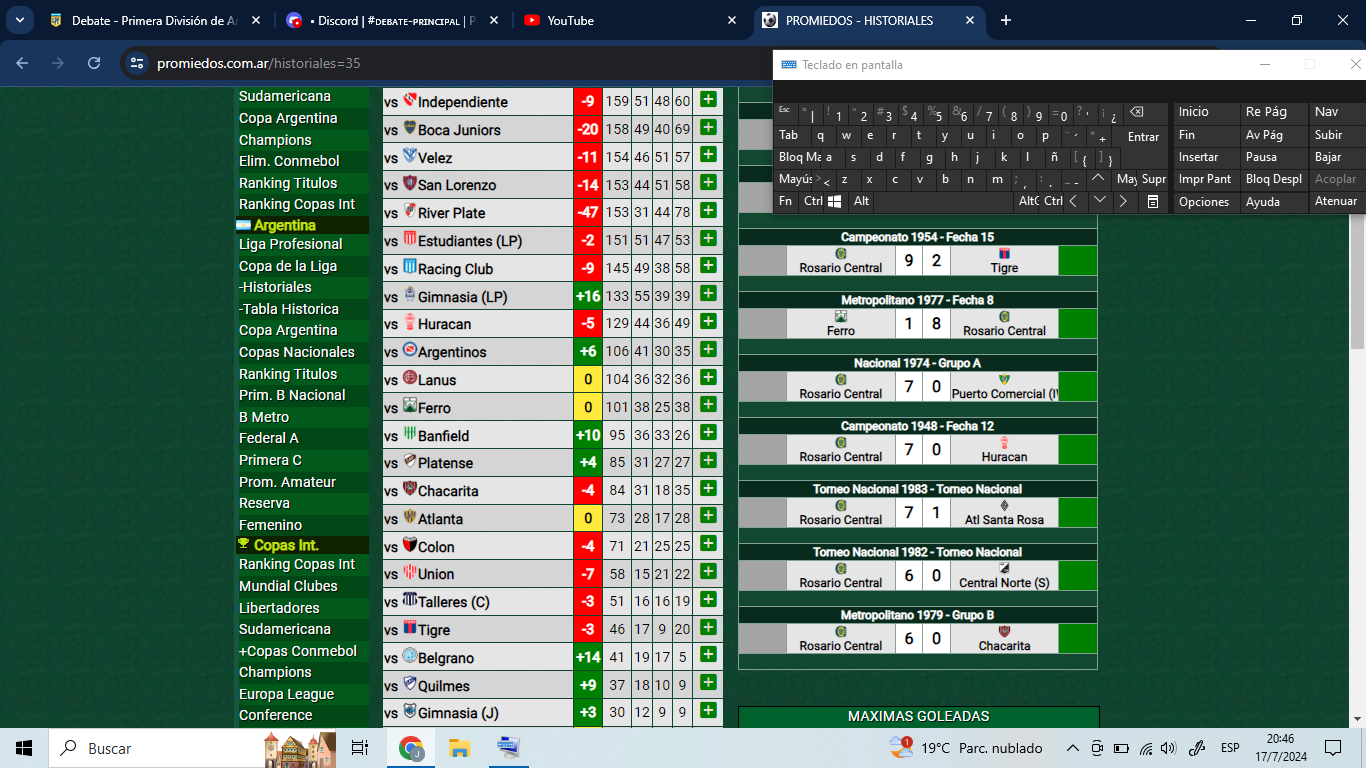 Debate - Primera División de Ar
• Discord | #ᴅᴇʙᴀᴛᴇ-ᴘʀɪɴᴄɪᴘᴀʟ | P
YouTube
PROMIEDOS - HISTORIALES
promiedos.com.ar/historiales=35
Teclado en pantalla
Esc ° | ! 1 " 2 # 3 $ 4 % 5 & 6 / 7 ( 8 ) 9 = 0 ? ' ¡ ¿
Tab q w e r t y u i o p ¨ ´ * + Entrar
Bloq Ma a s d f g h j k l ñ [ { ] }
Mayús > < z x c v b n m ; , : . _ - May Supr
Fn Ctrl Alt AltG Ctrl
Inicio Re Pág Nav
Fin Av Pág Subir
Insertar Pausa Bajar
Impr Pant Bloq Despl Acoplar
Opciones Ayuda Atenuar
Sudamericana
Copa Argentina
Champions
Elim. Conmebol
Ranking Titulos
Ranking Copas Int
Argentina
Liga Profesional
Copa de la Liga
-Historiales
-Tabla Historica
Copa Argentina
Copas Nacionales
Ranking Titulos
Prim. B Nacional
B Metro
Federal A
Primera C
Prom. Amateur
Reserva
Femenino
Copas Int.
Ranking Copas Int
Mundial Clubes
Libertadores
Sudamericana
+Copas Conmebol
Champions
Europa League
Conference
vs Independiente -9 159 51 48 60
vs Boca Juniors -20 158 49 40 69
vs Velez -11 154 46 51 57
vs San Lorenzo -14 153 44 51 58
vs River Plate -47 153 31 44 78
vs Estudiantes (LP) -2 151 51 47 53
vs Racing Club -9 145 49 38 58
vs Gimnasia (LP) +16 133 55 39 39
vs Huracan -5 129 44 36 49
vs Argentinos +6 106 41 30 35
vs Lanus 0 104 36 32 36
vs Ferro 0 101 38 25 38
vs Banfield +10 95 36 33 26
vs Platense +4 85 31 27 27
vs Chacarita -4 84 31 18 35
vs Atlanta 0 73 28 17 28
vs Colon -4 71 21 25 25
vs Union -7 58 15 21 22
vs Talleres (C) -3 51 16 16 19
vs Tigre -3 46 17 9 20
vs Belgrano +14 41 19 17 5
vs Quilmes +9 37 18 10 9
vs Gimnasia (J) +3 30 12 9 9
Campeonato 1954 - Fecha 15
Rosario Central 9 2 Tigre
Metropolitano 1977 - Fecha 8
Ferro 1 8 Rosario Central
Nacional 1974 - Grupo A
Rosario Central 7 0 Puerto Comercial (I
Campeonato 1948 - Fecha 12
Rosario Central 7 0 Huracan
Torneo Nacional 1983 - Torneo Nacional
Rosario Central 7 1 Atl Santa Rosa
Torneo Nacional 1982 - Torneo Nacional
Rosario Central 6 0 Central Norte (S)
Metropolitano 1979 - Grupo B
Rosario Central 6 0 Chacarita
MAXIMAS GOLEADAS
Buscar
1
19°C Parc. nublado
ESP
20:46
17/7/2024